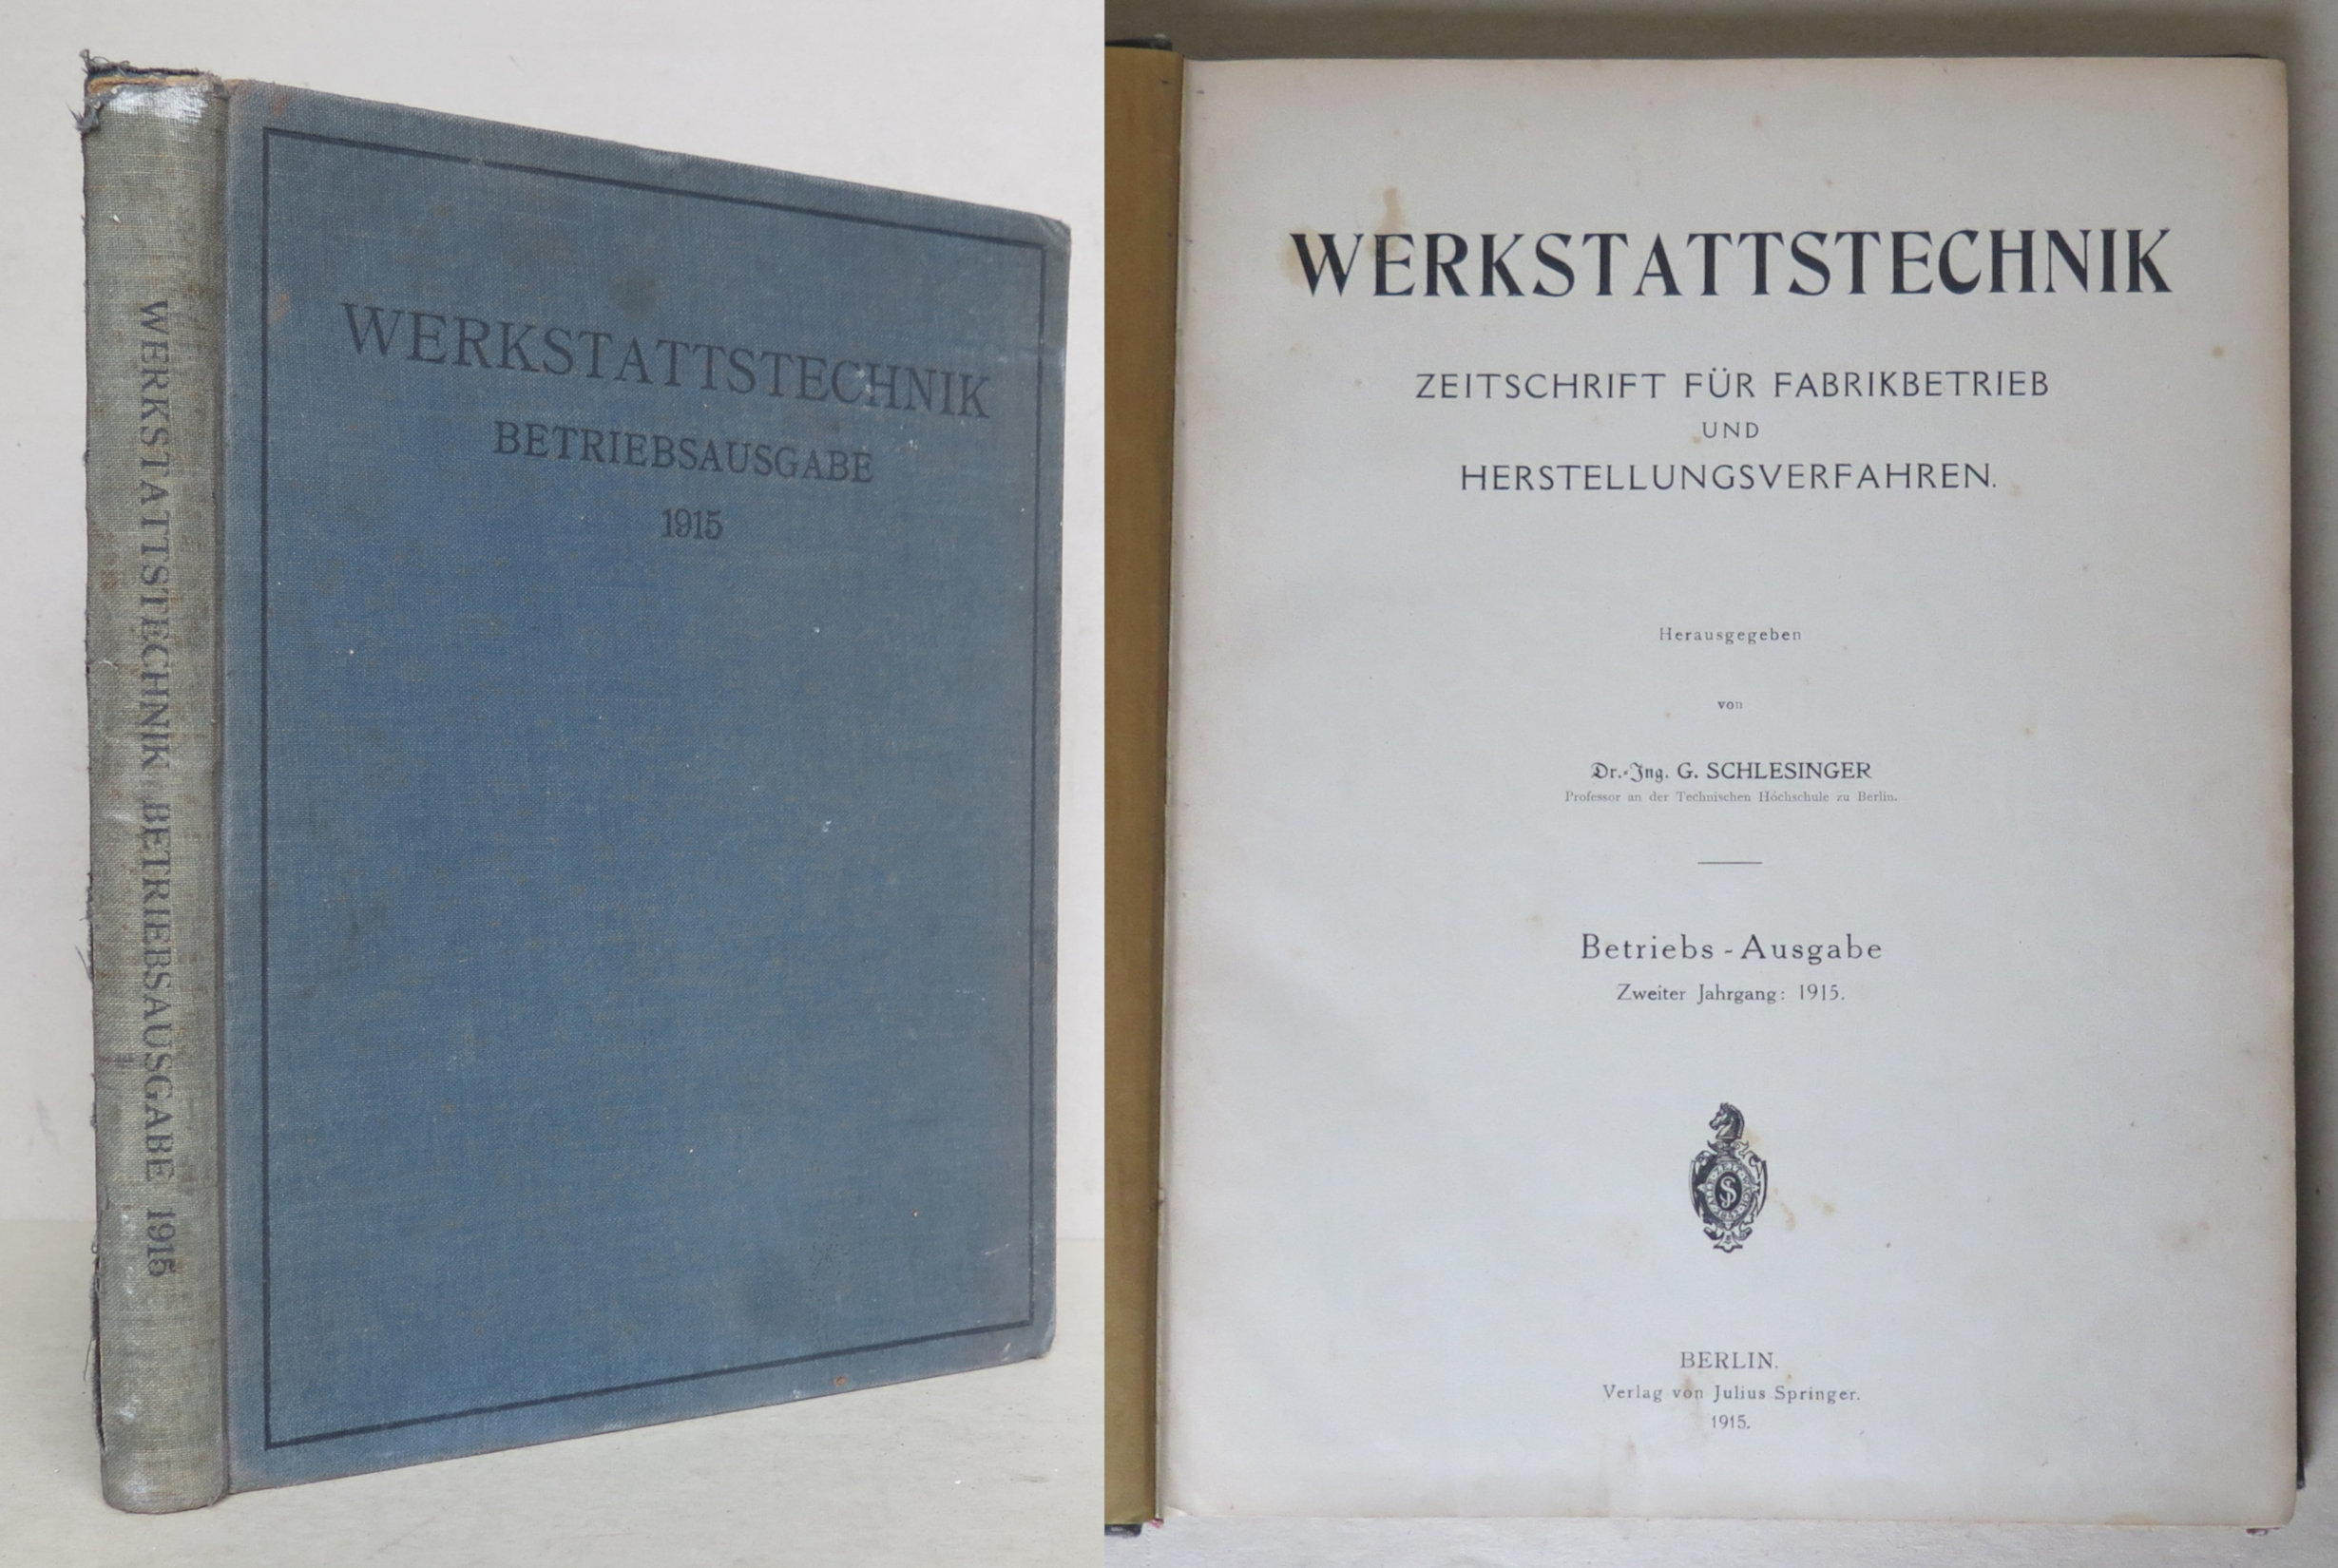 WERKSTATTSTECHNIK BETRIEBSAUSGABE 1915
WERKSTATTSTECHNIK
BETRIEBSAUSGABE
1915
WERKSTATTSTECHNIK
ZEITSCHRIFT FÜR FABRIKBETRIEB
UND
HERSTELLUNGSVERFAHREN.
Herausgegeben
von
Dr.-Ing. G. SCHLESINGER
Professor an der Technischen Hochschule zu Berlin.
Betriebs-Ausgabe
Zweiter Jahrgang: 1915.
BERLIN.
Verlag von Julius Springer.
1915.